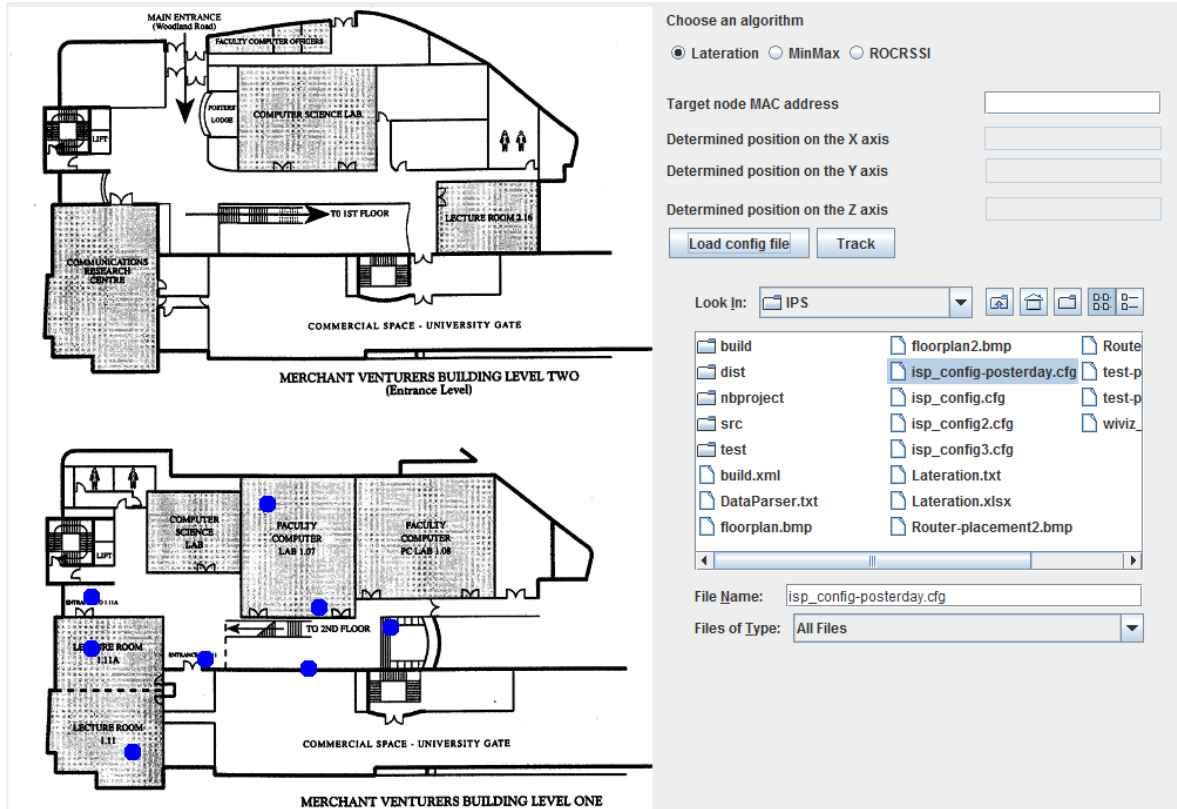 MAIN ENTRANCE
(Woodland Road)
FACULTY COMPUTER OFFICERS
PORTERS'
LODGE
COMPUTER SCIENCE LAB.
LIFT
TO 1ST FLOOR
LECTURE ROOM 2.16
COMMUNICATIONS
RESEARCH
CENTRE
COMMERCIAL SPACE - UNIVERSITY GATE
MERCHANT VENTURERS BUILDING LEVEL TWO
(Entrance Level)
COMPUTER
SCIENCE
LAB
FACULTY
COMPUTER
LAB 1.07
FACULTY
COMPUTER
PC LAB 1.08
LIFT
TO 2ND FLOOR
1.11A
LECTURE ROOM
1.11
COMMERCIAL SPACE - UNIVERSITY GATE
MERCHANT VENTURERS BUILDING LEVEL ONE
Choose an algorithm
Lateration MinMax ROCRSSI
Target node MAC address
Determined position on the X axis
Determined position on the Y axis
Determined position on the Z axis
Load config file Track
Look In: IPS
build
dist
nbproject
src
test
build.xml
DataParser.txt
floorplan.bmp
floorplan2.bmp
isp_config-posterday.cfg
isp_config.cfg
isp_config2.cfg
isp_config3.cfg
Lateration.txt
Lateration.xlsx
Router-placement2.bmp
Route
test-p
test-p
wiviz_
File Name: isp_config-posterday.cfg
Files of Type: All Files